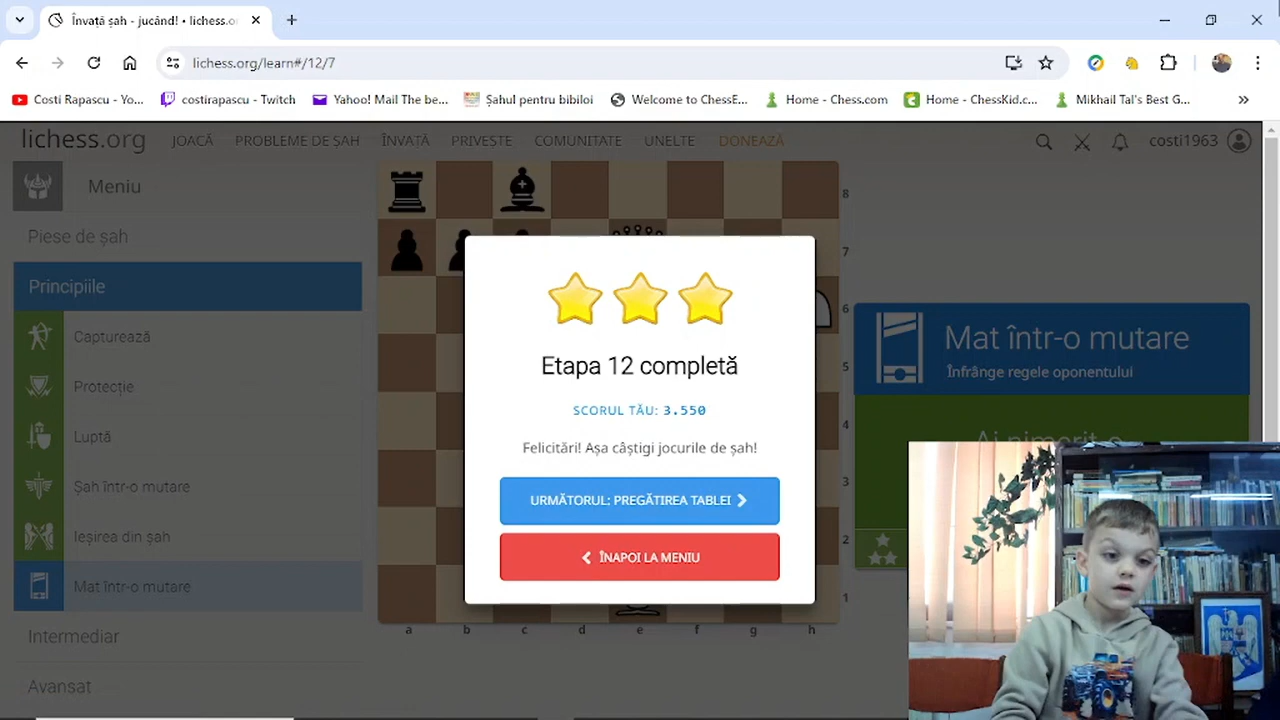 Învață șah - jucând! • lichess.o
lichess.org/learn#/12/7
Costi Rapascu - Yo...
costirapascu - Twitch
Yahoo! Mail The be...
Șahul pentru bibiloi
Welcome to ChessE...
Home - Chess.com
Home - ChessKid.c...
Mikhail Tal's Best G...
lichess.org
JOACĂ
PROBLEME DE ȘAH
ÎNVAȚĂ
PRIVEȘTE
COMUNITATE
UNELTE
DONEAZĂ
costi1963
Meniu
Piese de șah
Principiile
Capturează
Protecție
Luptă
Șah într-o mutare
Ieșirea din șah
Mat într-o mutare
Intermediar
Avansat
8
7
6
5
4
3
2
1
a b c d e f g h
Etapa 12 completă
SCORUL TĂU: 3.550
Felicitări! Așa câștigi jocurile de șah!
URMĂTORUL: PREGĂTIREA TABLEI
ÎNAPOI LA MENIU
Mat într-o mutare
Înfrânge regele oponentului
Ai nimerit-o